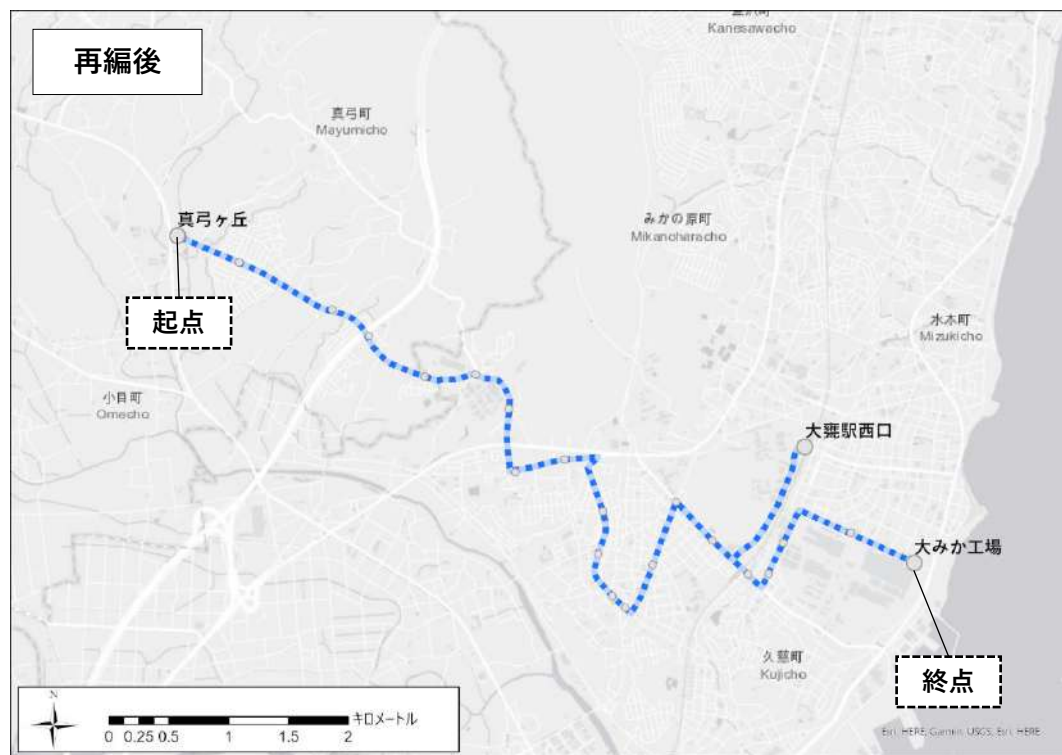 再編後
Kanesawacho
真弓町
Mayumicho
真弓ヶ丘
みかの原町
Mikanoharacho
起点
水木町
Mizukicho
小目町
Omecho
大甕駅西口
大みか工場
久慈町
Kujicho
終点
N
キロメートル
0 0.25 0.5 1 1.5 2
Esri, HERE, Garmin, USGS, Esri, HERE